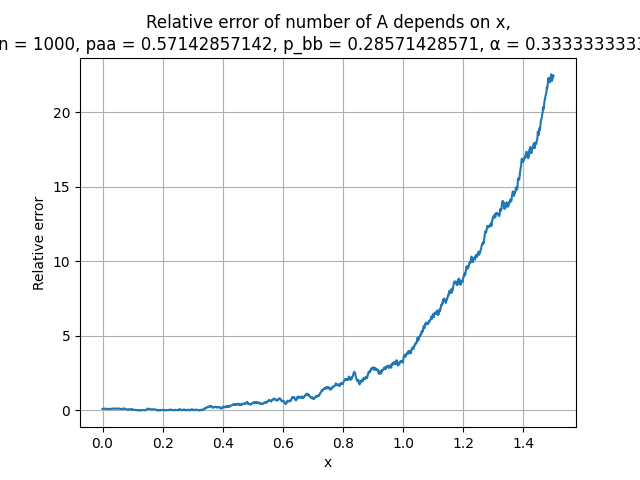 Relative error of number of A depends on x,
n = 1000, paa = 0.57142857142, p_bb = 0.28571428571, α = 0.3333333333
20
15
10
5
0
Relative error
0.0 0.2 0.4 0.6 0.8 1.0 1.2 1.4
x